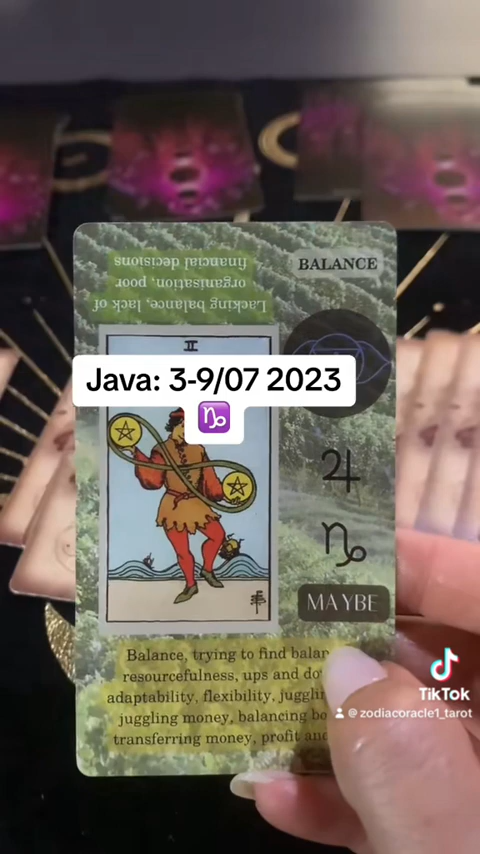 BALANCE
Lacking balance, lack of
organisation, poor
financial decisions
II
Java: 3-9/07 2023
♑
♃
♑
MAYBE
Balance, trying to find balan
resourcefulness, ups and do
adaptability, flexibility, jugglin
juggling money, balancing bo
transferring money, profit and
TikTok
@zodiacoracle1_tarot